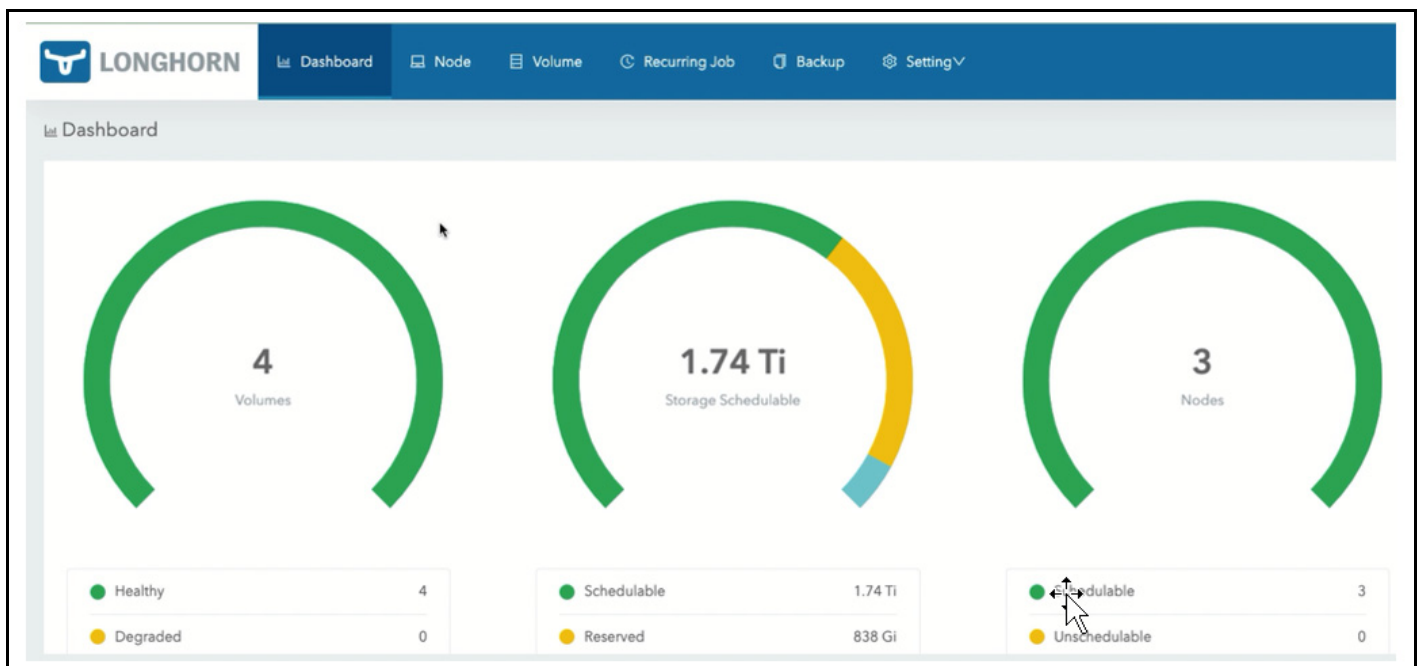 LONGHORN Dashboard Node Volume Recurring Job Backup Setting
Dashboard
4
Volumes
1.74 Ti
Storage Schedulable
3
Nodes
Healthy 4
Schedulable 1.74 Ti
Schedulable 3
Degraded 0
Reserved 838 Gi
Unschedulable 0